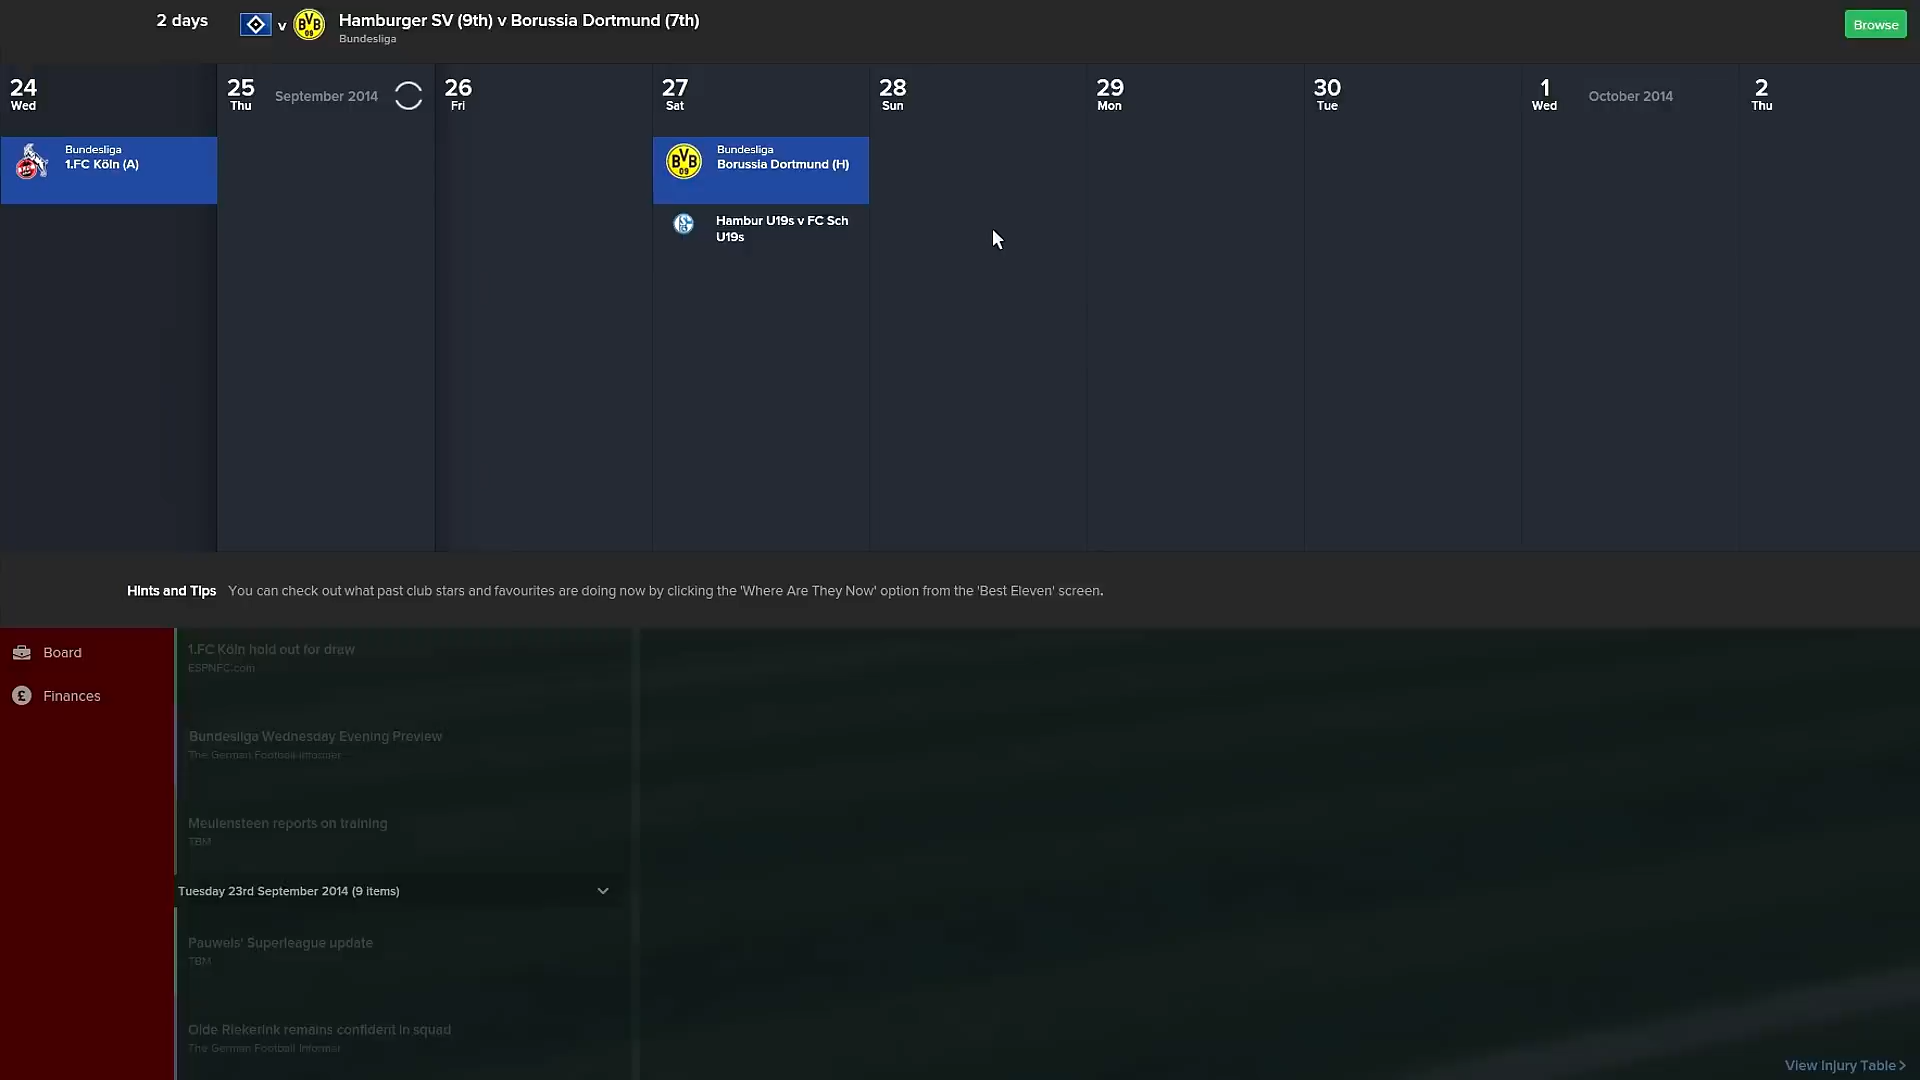 2 days
v
Hamburger SV (9th) v Borussia Dortmund (7th)
Bundesliga
Browse
24
Wed
25
Thu
September 2014
26
Fri
27
Sat
28
Sun
29
Mon
30
Tue
1
Wed
October 2014
2
Thu
Bundesliga
1.FC Köln (A)
BVB
09
Bundesliga
Borussia Dortmund (H)
Hambur U19s v FC Sch
U19s
Hints and Tips You can check out what past club stars and favourites are doing now by clicking the 'Where Are They Now' option from the 'Best Eleven' screen.
Board
Finances
1.FC Köln hold out for draw
ESPNFC.com
Bundesliga Wednesday Evening Preview
The German Football Informer
Meulensteen reports on training
TBM
Tuesday 23rd September 2014 (9 items)
Pauwels' Superleague update
TBM
Olde Riekerink remains confident in squad
The German Football Informer
View Injury Table >